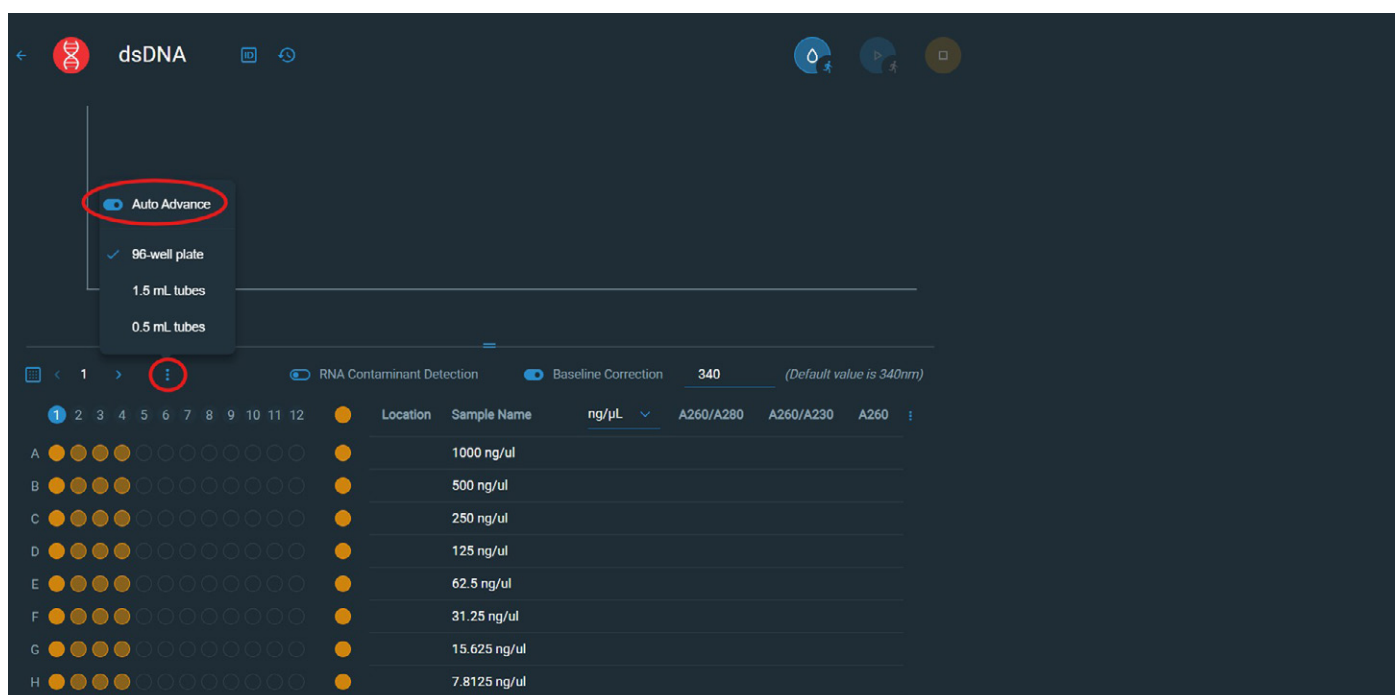 dsDNA ID
Auto Advance
96-well plate
1.5 mL tubes
0.5 mL tubes
1 RNA Contaminant Detection Baseline Correction 340 (Default value is 340nm)
1 2 3 4 5 6 7 8 9 10 11 12 Location Sample Name ng/µL A260/A280 A260/A230 A260
A 1000 ng/ul
B 500 ng/ul
C 250 ng/ul
D 125 ng/ul
E 62.5 ng/ul
F 31.25 ng/ul
G 15.625 ng/ul
H 7.8125 ng/ul